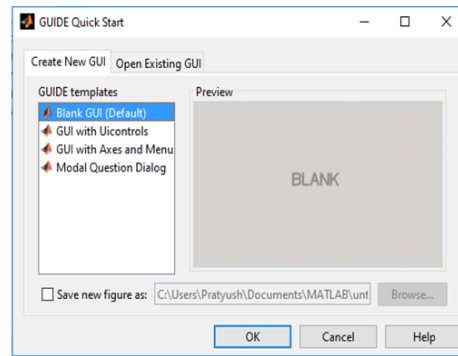 GUIDE Quick Start
Create New GUI Open Existing GUI
GUIDE templates
Preview
Blank GUI (Default)
GUI with Uicontrols
GUI with Axes and Menu
Modal Question Dialog
BLANK
Save new figure as: C:\Users\Pratyush\Documents\MATLAB\unt Browse...
OK Cancel Help